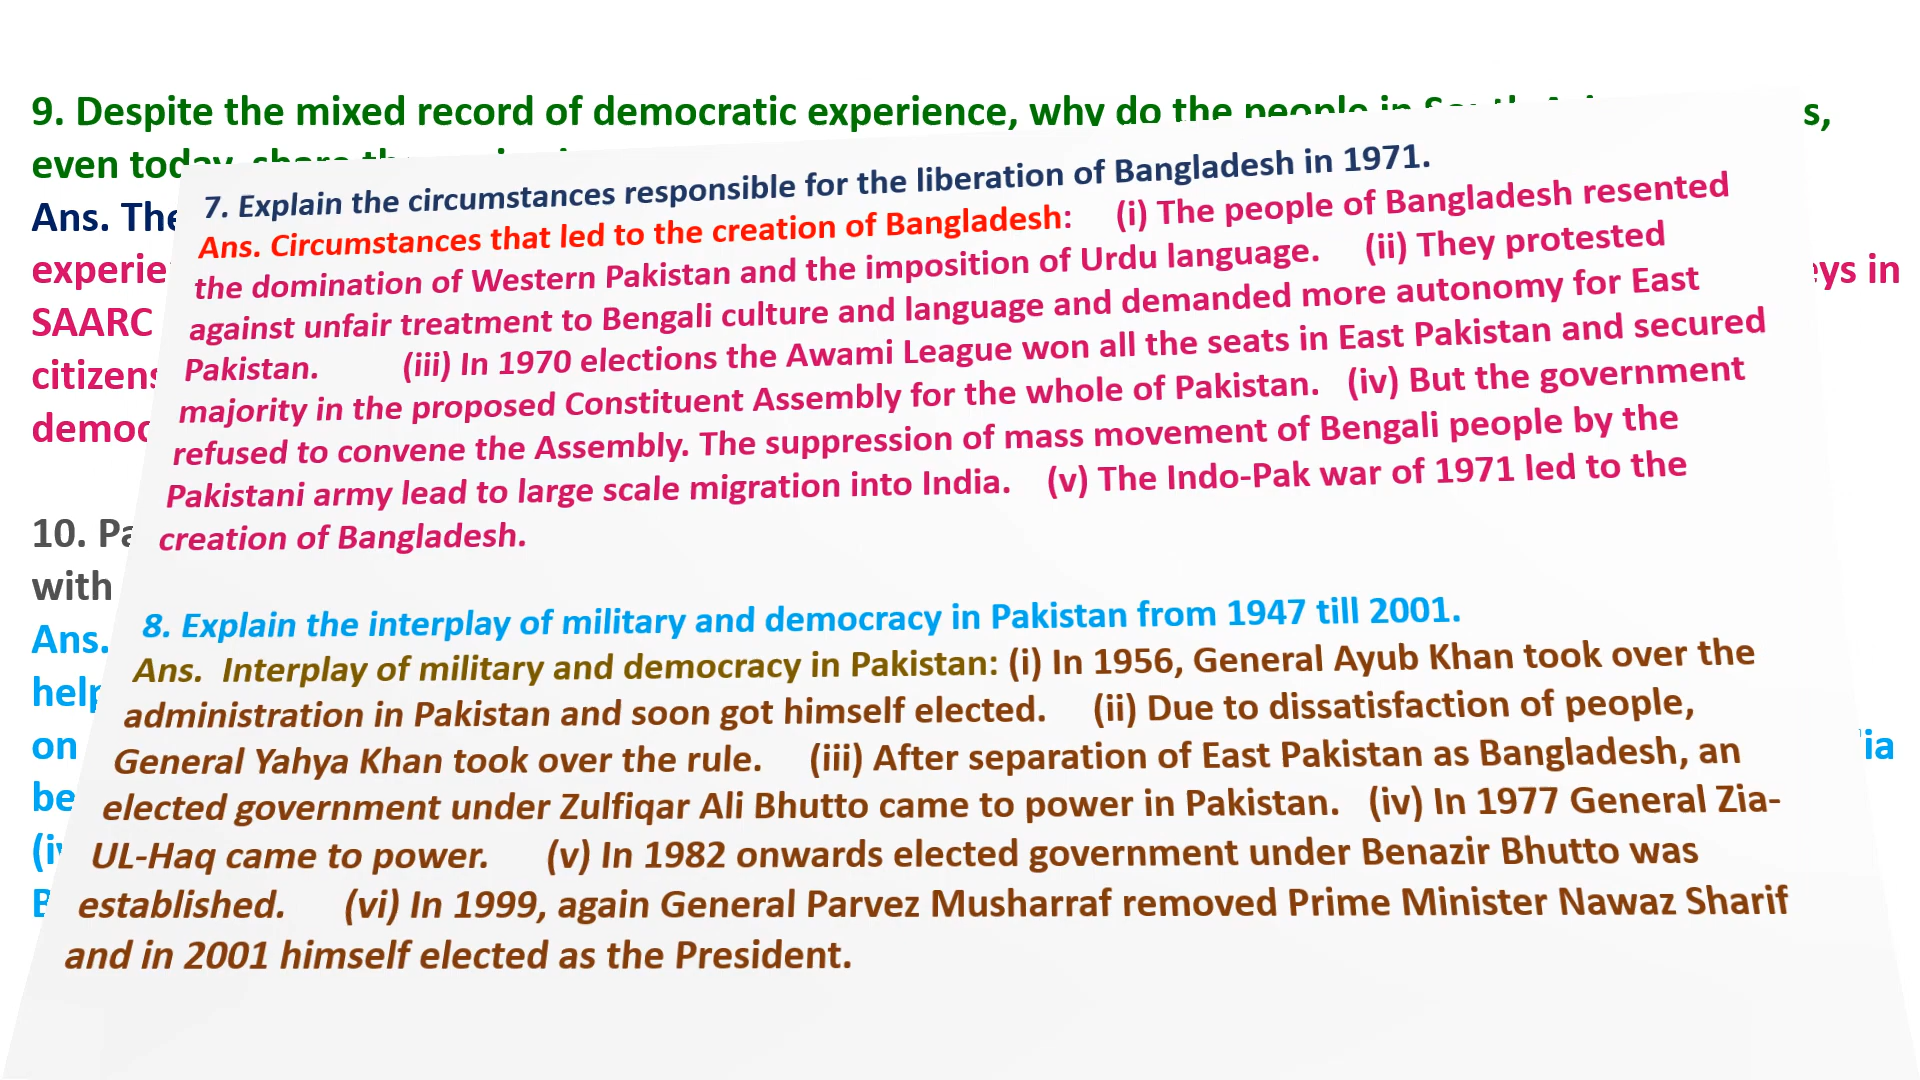 9. Despite the mixed record of democratic experience, why do the people in
s,
even today, share
Ans. The
experie
eys in
SAARC
citizens
democ
10. Pa
with
Ans.
help
on
ia
be
7. Explain the circumstances responsible for the liberation of Bangladesh in 1971.
Ans. Circumstances that led to the creation of Bangladesh: (i) The people of Bangladesh resented
the domination of Western Pakistan and the imposition of Urdu language. (ii) They protested
against unfair treatment to Bengali culture and language and demanded more autonomy for East
Pakistan. (iii) In 1970 elections the Awami League won all the seats in East Pakistan and secured
majority in the proposed Constituent Assembly for the whole of Pakistan. (iv) But the government
refused to convene the Assembly. The suppression of mass movement of Bengali people by the
Pakistani army lead to large scale migration into India. (v) The Indo-Pak war of 1971 led to the
creation of Bangladesh.
8. Explain the interplay of military and democracy in Pakistan from 1947 till 2001.
Ans. Interplay of military and democracy in Pakistan: (i) In 1956, General Ayub Khan took over the
administration in Pakistan and soon got himself elected. (ii) Due to dissatisfaction of people,
General Yahya Khan took over the rule. (iii) After separation of East Pakistan as Bangladesh, an
elected government under Zulfiqar Ali Bhutto came to power in Pakistan. (iv) In 1977 General Zia-
UL-Haq came to power. (v) In 1982 onwards elected government under Benazir Bhutto was
established. (vi) In 1999, again General Parvez Musharraf removed Prime Minister Nawaz Sharif
and in 2001 himself elected as the President.